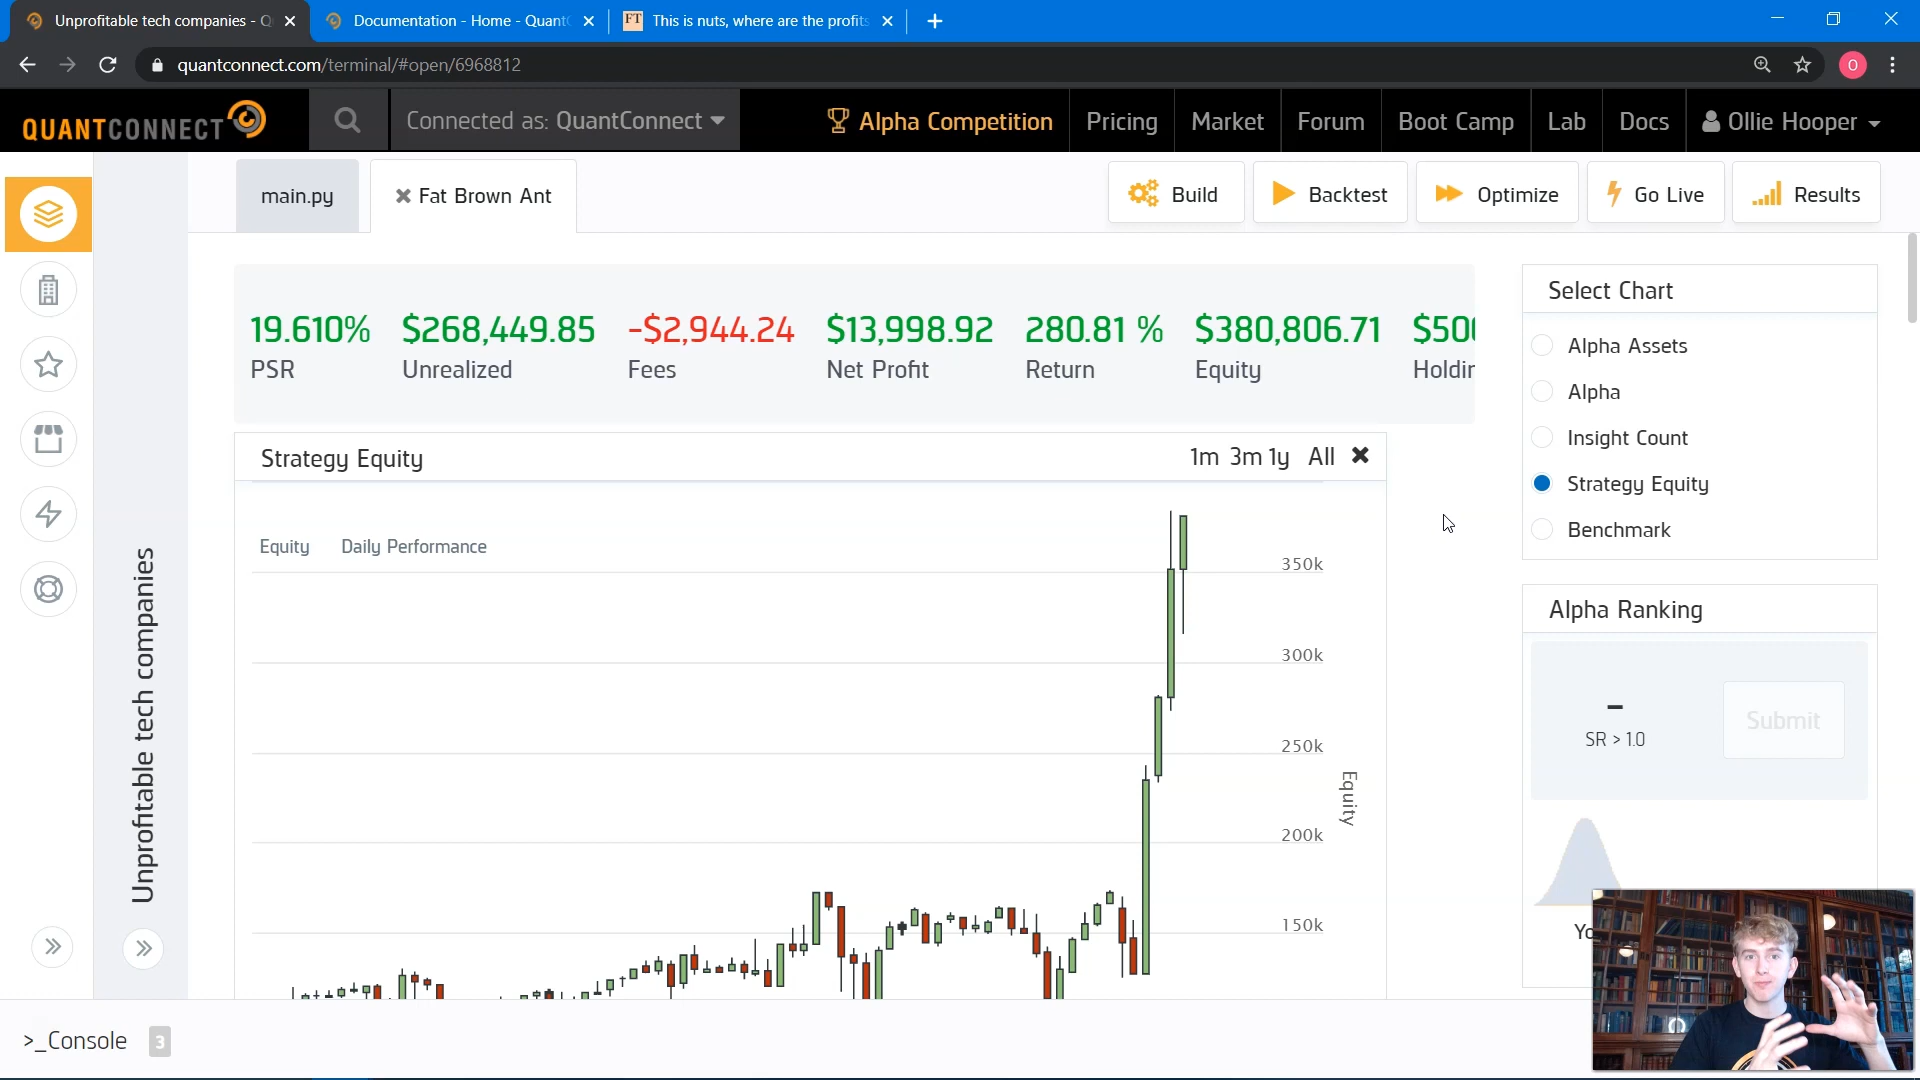 Unprofitable tech companies - Q
Documentation - Home - Quant
FT This is nuts, where are the profits
quantconnect.com/terminal/#open/6968812
O
QUANTCONNECT
Connected as: QuantConnect
Alpha Competition
Pricing
Market
Forum
Boot Camp
Lab
Docs
Ollie Hooper
main.py
Fat Brown Ant
Build
Backtest
Optimize
Go Live
Results
19.610% $268,449.85 -$2,944.24 $13,998.92 280.81 % $380,806.71 $50
PSR Unrealized Fees Net Profit Return Equity Holdin
Strategy Equity
1m 3m 1y All
Equity Daily Performance
350k
300k
250k
200k
150k
Equity
Select Chart
Alpha Assets
Alpha
Insight Count
Strategy Equity
Benchmark
Alpha Ranking
–
SR > 1.0
Submit
Yo
Unprofitable tech companies
>_Console 3